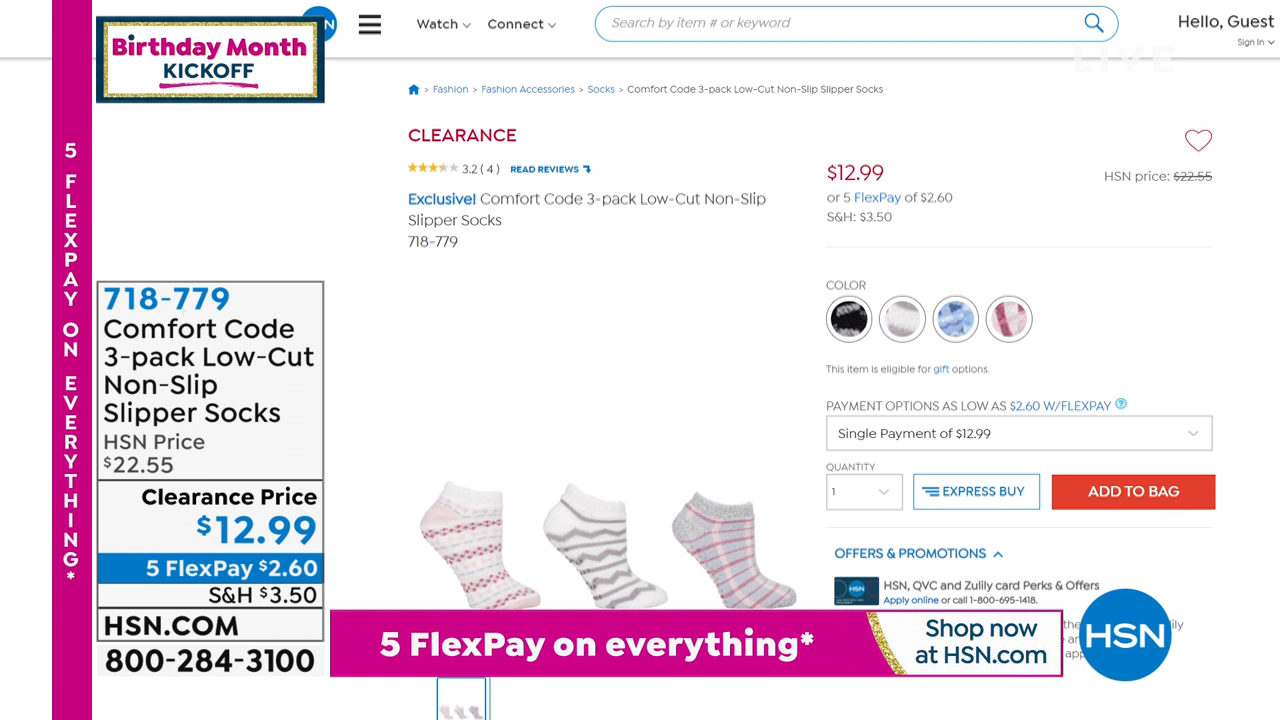 5 FLEXPAY ON EVERYTHING*
Birthday Month
KICKOFF
Watch
Connect
Search by item # or keyword
Hello, Guest
Sign In
LIVE
> Fashion > Fashion Accessories > Socks > Comfort Code 3-pack Low-Cut Non-Slip Slipper Socks
CLEARANCE
3.2 ( 4 ) READ REVIEWS
Exclusive! Comfort Code 3-pack Low-Cut Non-Slip
Slipper Socks
718-779
$12.99
HSN price: $22.55
or 5 FlexPay of $2.60
S&H: $3.50
COLOR
This item is eligible for gift options.
PAYMENT OPTIONS AS LOW AS $2.60 W/FLEXPAY ?
Single Payment of $12.99
QUANTITY
1
EXPRESS BUY
ADD TO BAG
OFFERS & PROMOTIONS
HSN
HSN, QVC and Zulily card Perks & Offers
Apply online or call 1-800-695-1418.
718-779
Comfort Code
3-pack Low-Cut
Non-Slip
Slipper Socks
HSN Price
$22.55
Clearance Price
$12.99
5 FlexPay $2.60
S&H $3.50
HSN.COM
800-284-3100
5 FlexPay on everything*
Shop now
at HSN.com
HSN